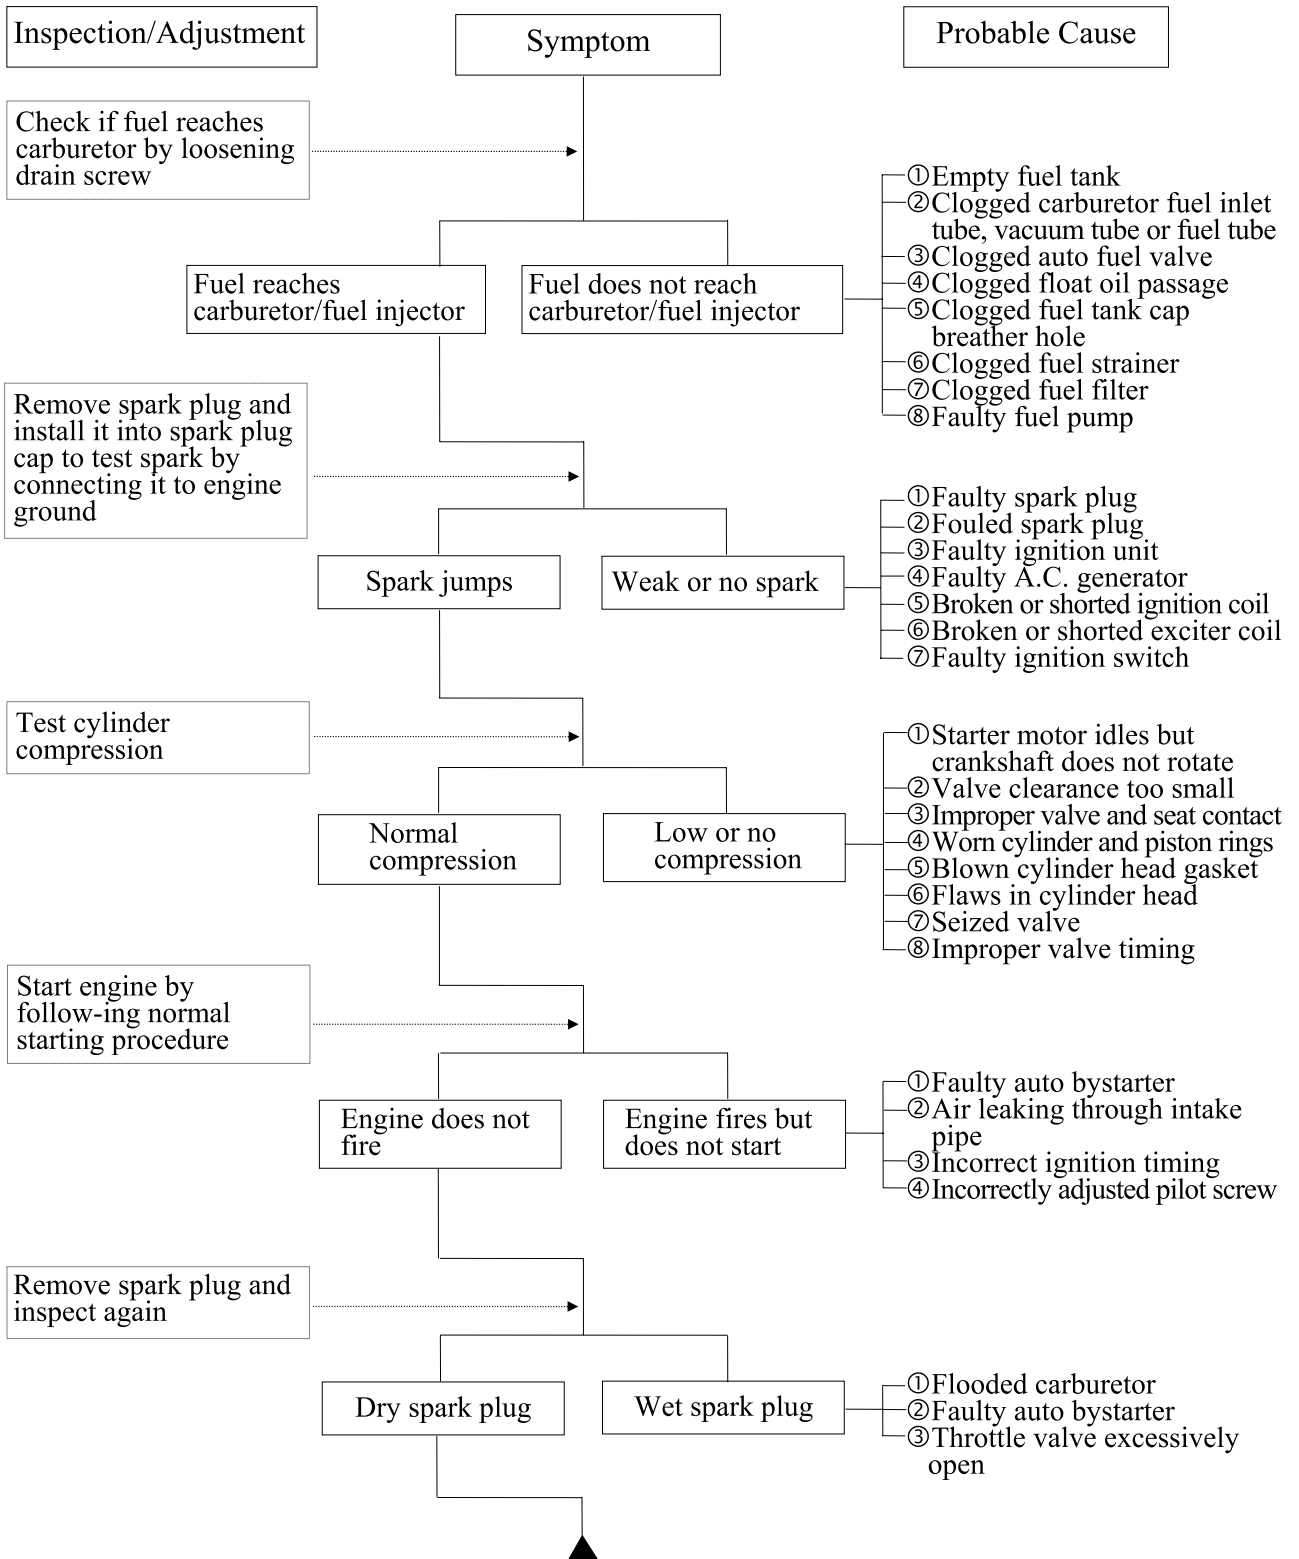 Inspection/Adjustment
Symptom
Probable Cause
Check if fuel reaches
carburetor by loosening
drain screw
①Empty fuel tank
②Clogged carburetor fuel inlet
tube, vacuum tube or fuel tube
③Clogged auto fuel valve
④Clogged float oil passage
⑤Clogged fuel tank cap
breather hole
⑥Clogged fuel strainer
⑦Clogged fuel filter
⑧Faulty fuel pump
Fuel reaches
carburetor/fuel injector
Fuel does not reach
carburetor/fuel injector
Remove spark plug and
install it into spark plug
cap to test spark by
connecting it to engine
ground
①Faulty spark plug
②Fouled spark plug
③Faulty ignition unit
④Faulty A.C. generator
⑤Broken or shorted ignition coil
⑥Broken or shorted exciter coil
⑦Faulty ignition switch
Spark jumps
Weak or no spark
Test cylinder
compression
①Starter motor idles but
crankshaft does not rotate
②Valve clearance too small
③Improper valve and seat contact
④Worn cylinder and piston rings
⑤Blown cylinder head gasket
⑥Flaws in cylinder head
⑦Seized valve
⑧Improper valve timing
Normal
compression
Low or no
compression
Start engine by
follow-ing normal
starting procedure
①Faulty auto bystarter
②Air leaking through intake
pipe
③Incorrect ignition timing
④Incorrectly adjusted pilot screw
Engine does not
fire
Engine fires but
does not start
Remove spark plug and
inspect again
①Flooded carburetor
②Faulty auto bystarter
③Throttle valve excessively
open
Dry spark plug
Wet spark plug